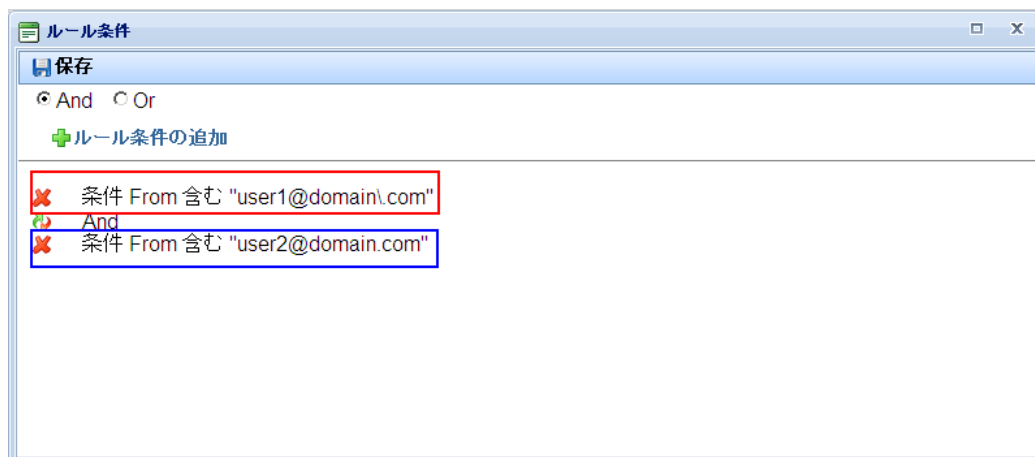 ルール条件
保存
And Or
ルール条件の追加
条件 From 含む "user1@domain\.com"
And
条件 From 含む "user2@domain.com"